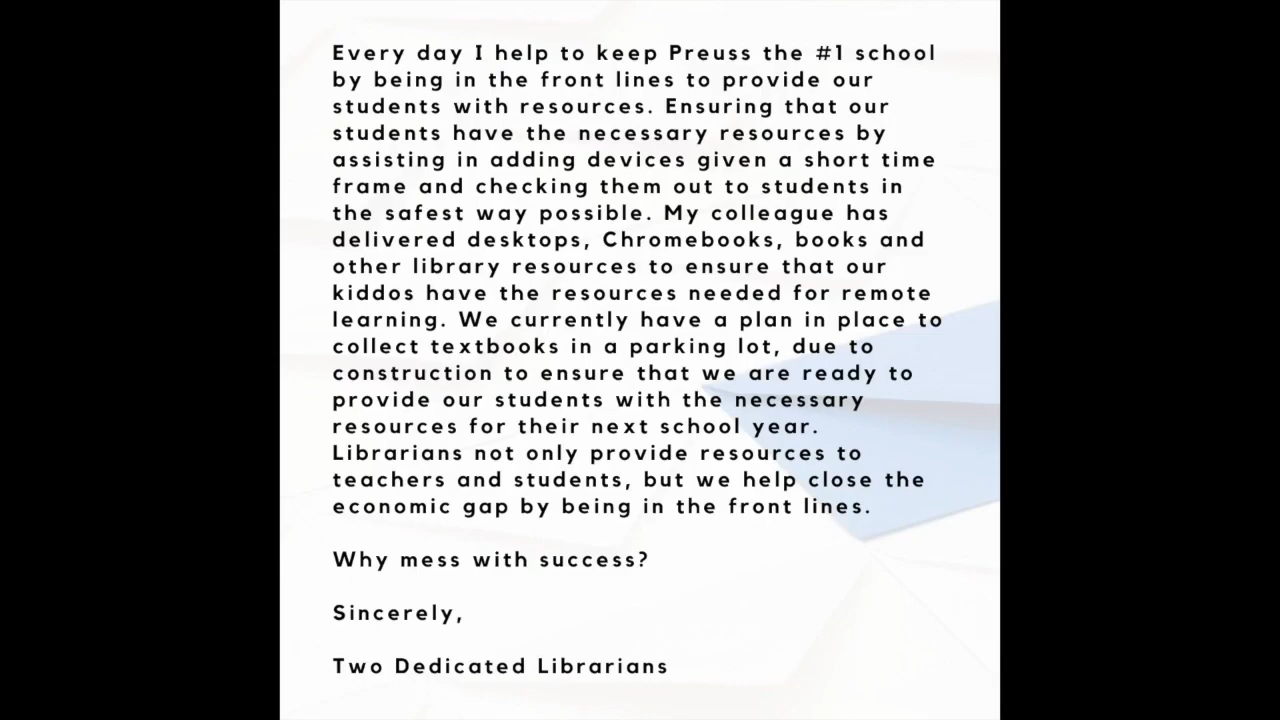 Every day I help to keep Preuss the #1 school
by being in the front lines to provide our
students with resources. Ensuring that our
students have the necessary resources by
assisting in adding devices given a short time
frame and checking them out to students in
the safest way possible. My colleague has
delivered desktops, Chromebooks, books and
other library resources to ensure that our
kiddos have the resources needed for remote
learning. We currently have a plan in place to
collect textbooks in a parking lot, due to
construction to ensure that we are ready to
provide our students with the necessary
resources for their next school year.
Librarians not only provide resources to
teachers and students, but we help close the
economic gap by being in the front lines.
Why mess with success?
Sincerely,
Two Dedicated Librarians